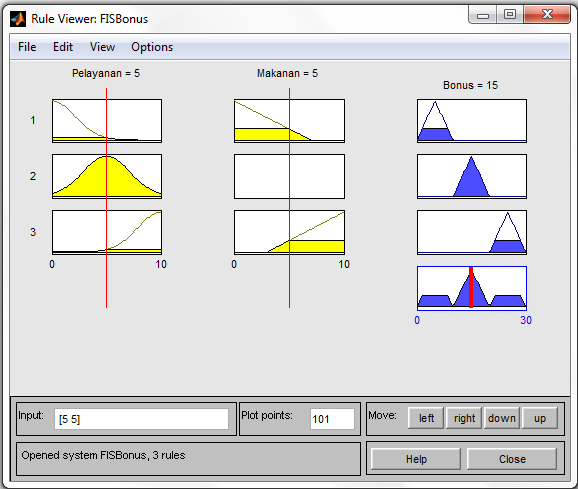 Rule Viewer: FISBonus
File Edit View Options
Pelayanan = 5 Makanan = 5 Bonus = 15
1
2
3
0 10 0 10
0 30
Input: [5 5] Plot points: 101 Move: left right down up
Opened system FISBonus, 3 rules Help Close